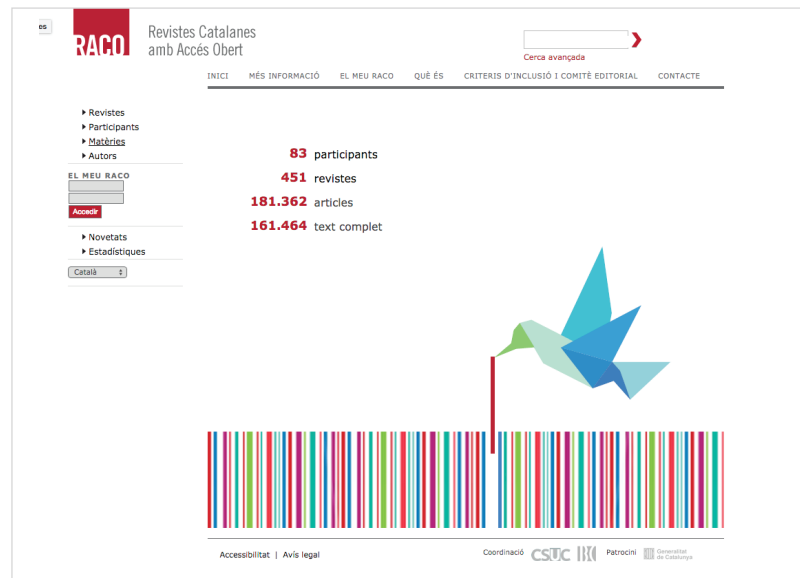 es
RACO
Revistes Catalanes
amb Accés Obert
Cerca avançada
INICI MÉS INFORMACIÓ EL MEU RACO QUÈ ÉS CRITERIS D'INCLUSIÓ I COMITÈ EDITORIAL CONTACTE
Revistes
Participants
Matèries
Autors
EL MEU RACO
Accedir
Novetats
Estadístiques
Català
83 participants
451 revistes
181.362 articles
161.464 text complet
Accessibilitat | Avís legal
Coordinació CSUC Patrocini Generalitat
de Catalunya